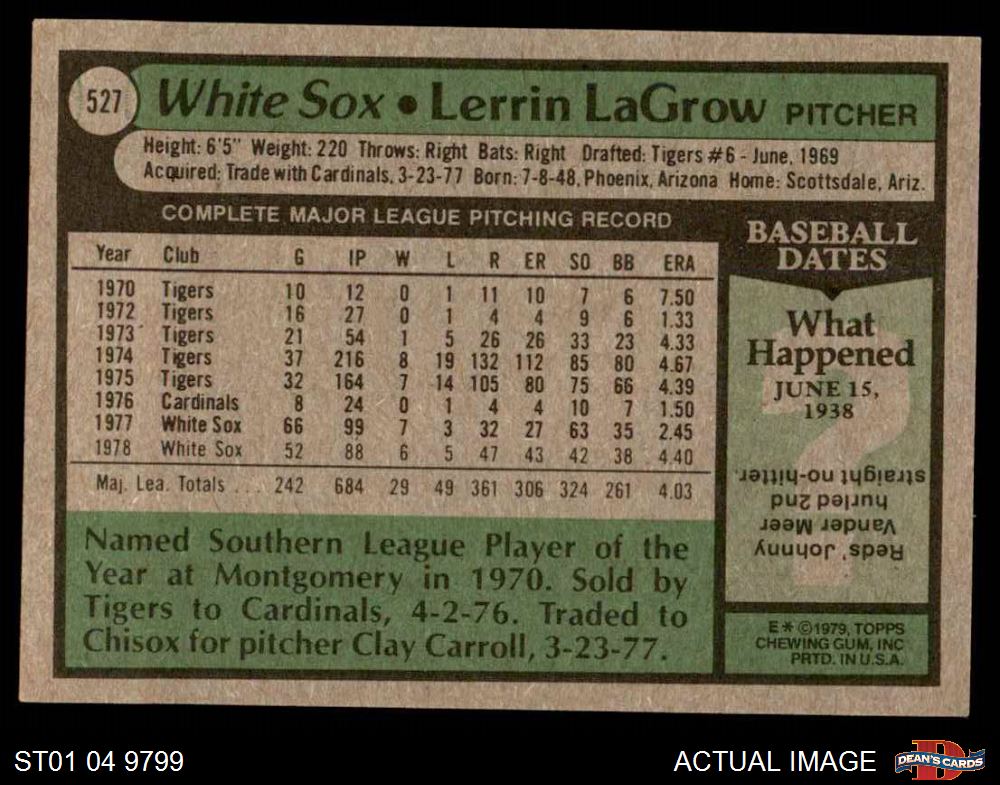 527 White Sox • Lerrin LaGrow PITCHER
Height: 6'5" Weight: 220 Throws: Right Bats: Right Drafted: Tigers #6 - June, 1969
Acquired: Trade with Cardinals, 3-23-77 Born: 7-8-48, Phoenix, Arizona Home: Scottsdale, Ariz.
COMPLETE MAJOR LEAGUE PITCHING RECORD
Year Club G IP W L R ER SO BB ERA
1970 Tigers 10 12 0 1 11 10 7 6 7.50
1972 Tigers 16 27 0 1 4 4 9 6 1.33
1973 Tigers 21 54 1 5 26 26 33 23 4.33
1974 Tigers 37 216 8 19 132 112 85 80 4.67
1975 Tigers 32 164 7 14 105 80 75 66 4.39
1976 Cardinals 8 24 0 1 4 4 10 7 1.50
1977 White Sox 66 99 7 3 32 27 63 35 2.45
1978 White Sox 52 88 6 5 47 43 42 38 4.40
Maj. Lea. Totals ... 242 684 29 49 361 306 324 261 4.03
Named Southern League Player of the
Year at Montgomery in 1970. Sold by
Tigers to Cardinals, 4-2-76. Traded to
Chisox for pitcher Clay Carroll, 3-23-77.
BASEBALL
DATES
What
Happened
JUNE 15,
1938
?
Reds' Johnny
Vander Meer
hurled 2nd
straight no-hitter.
E* ©1979, TOPPS
CHEWING GUM, INC
PRTD. IN U.S.A.
ST01 04 9799
ACTUAL IMAGE
DEAN'S CARDS